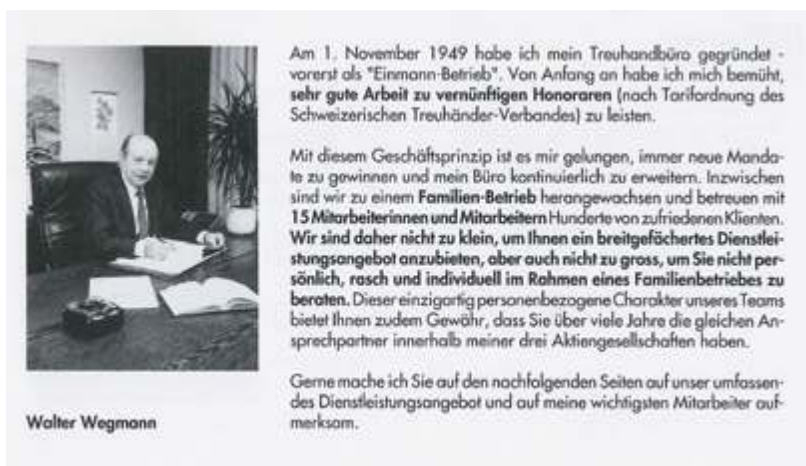 Am 1. November 1949 habe ich mein Treuhandbüro gegründet -
vorerst als "Einmann-Betrieb". Von Anfang an habe ich mich bemüht,
sehr gute Arbeit zu vernünftigen Honoraren (nach Tarifordnung des
Schweizerischen Treuhänder-Verbandes) zu leisten.
Mit diesem Geschäftsprinzip ist es mir gelungen, immer neue Manda-
te zu gewinnen und mein Büro kontinuierlich zu erweitern. Inzwischen
sind wir zu einem Familien-Betrieb herangewachsen und betreuen mit
15 Mitarbeiterinnen und Mitarbeitern Hunderte von zufriedenen Klienten.
Wir sind daher nicht zu klein, um Ihnen ein breitgefächertes Dienstlei-
stungsangebot anzubieten, aber auch nicht zu gross, um Sie nicht per-
sönlich, rasch und individuell im Rahmen eines Familienbetriebes zu
beraten. Dieser einzigartig personenbezogene Charakter unseres Teams
bietet Ihnen zudem Gewähr, dass Sie über viele Jahre die gleichen An-
sprechpartner innerhalb meiner drei Aktiengesellschaften haben.
Gerne mache ich Sie auf den nachfolgenden Seiten auf unser umfassen-
des Dienstleistungsangebot und auf meine wichtigsten Mitarbeiter auf-
merksam.
Walter Wegmann